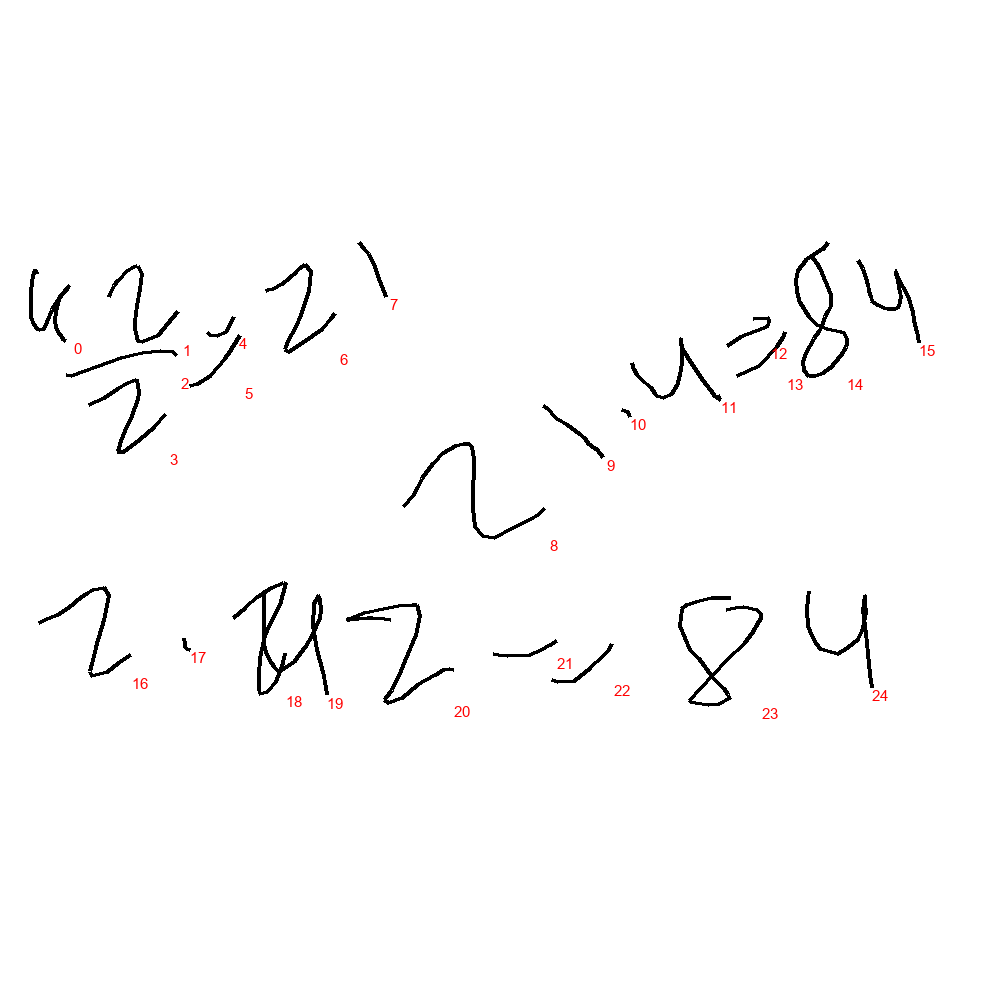 42/2 = 21
21 · 4 = 84
2 · 42 = 84